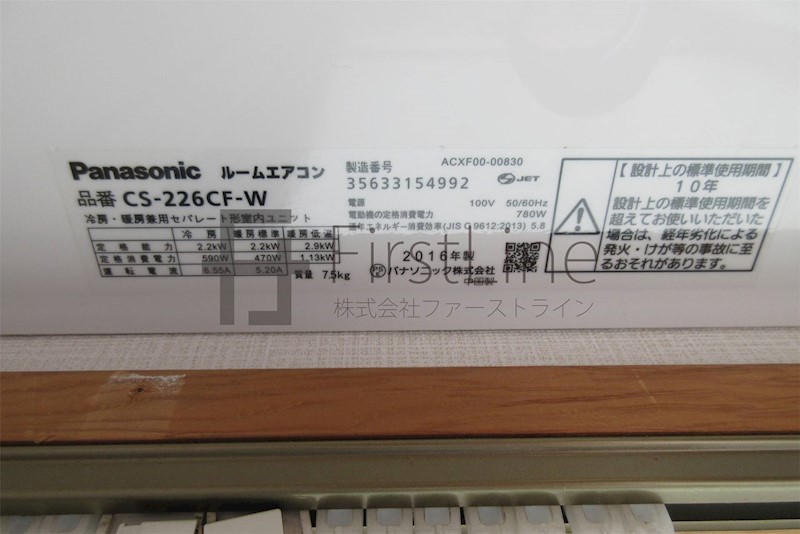 Panasonic ルームエアコン
品番 CS-226CF-W
冷房・暖房兼用セパレート形室内ユニット
冷房 暖房標準 暖房低温
定格能力 2.2kW 2.2kW 2.9kW
定格消費電力 590W 470W 1.13kW
運転電流 6.55A 5.20A
質量 7.5kg
製造番号 ACXF00-00830
35633154992 JET
電源 100V 50/60Hz
電動機の定格消費電力 780W
通年エネルギー消費効率(JIS C 9612:2013) 5.8
2016年製
パナソニック株式会社
中国製
【設計上の標準使用期間】
10年
設計上の標準使用期間を
超えてお使いいただいた
場合は、経年劣化による
発火・けが等の事故に至
るおそれがあります。
FirstLine
株式会社ファーストライン